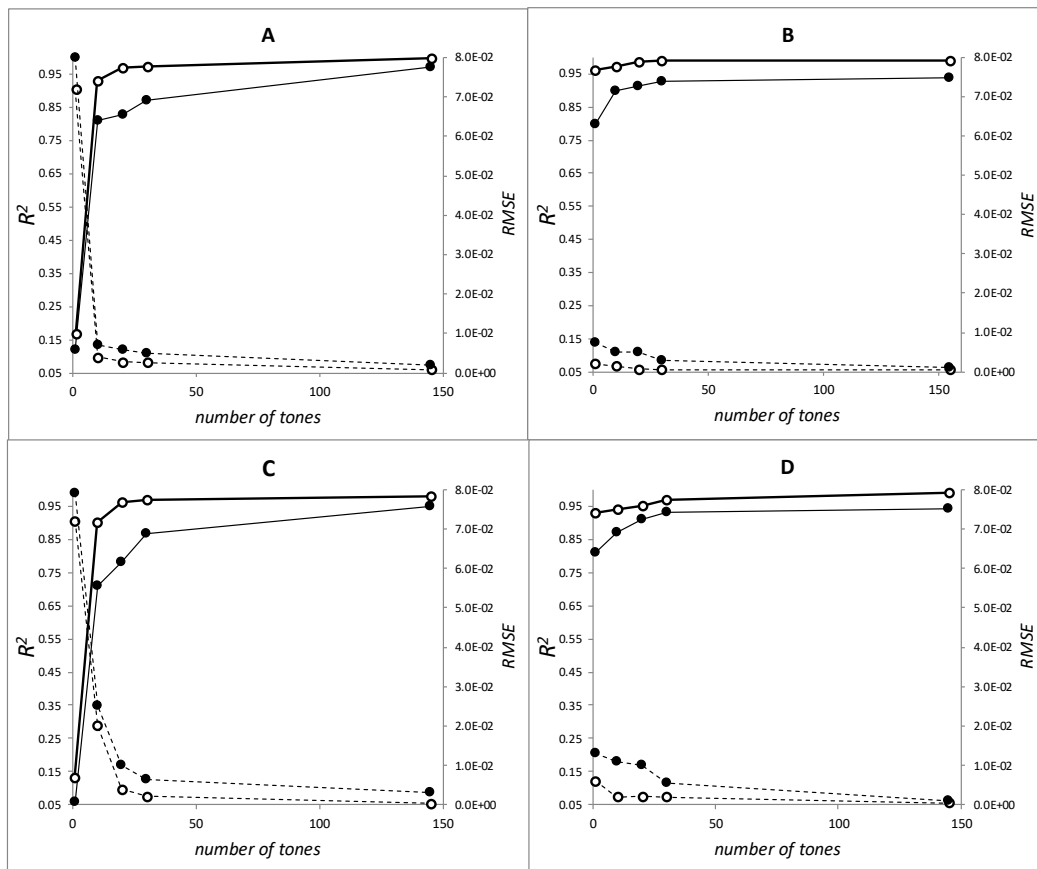 A
0.95
0.85
0.75
0.65
0.55
0.45
0.35
0.25
0.15
0.05
R²
8.0E-02
7.0E-02
6.0E-02
5.0E-02
4.0E-02
3.0E-02
2.0E-02
1.0E-02
0.0E+00
RMSE
0 50 100 150
number of tones
B
0.95
0.85
0.75
0.65
0.55
0.45
0.35
0.25
0.15
0.05
R²
8.0E-02
7.0E-02
6.0E-02
5.0E-02
4.0E-02
3.0E-02
2.0E-02
1.0E-02
0.0E+00
RMSE
0 50 100 150
number of tones
C
0.95
0.85
0.75
0.65
0.55
0.45
0.35
0.25
0.15
0.05
R²
8.0E-02
7.0E-02
6.0E-02
5.0E-02
4.0E-02
3.0E-02
2.0E-02
1.0E-02
0.0E+00
RMSE
0 50 100 150
number of tones
D
0.95
0.85
0.75
0.65
0.55
0.45
0.35
0.25
0.15
0.05
R²
8.0E-02
7.0E-02
6.0E-02
5.0E-02
4.0E-02
3.0E-02
2.0E-02
1.0E-02
0.0E+00
RMSE
0 50 100 150
number of tones